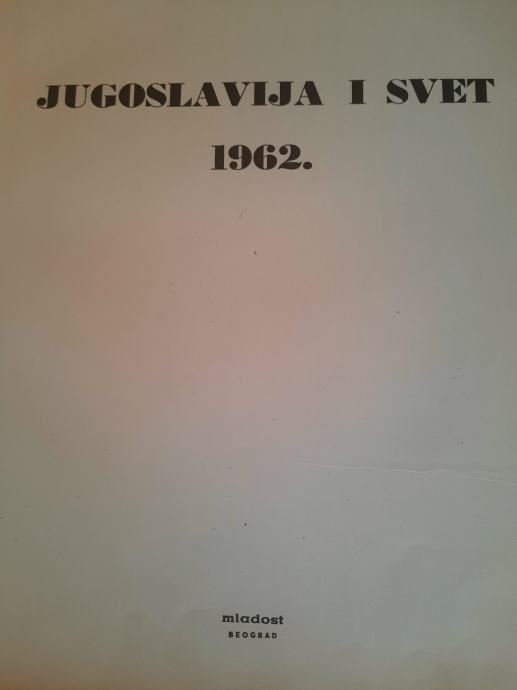 JUGOSLAVIJA I SVET
1962.
mladost
BEOGRAD